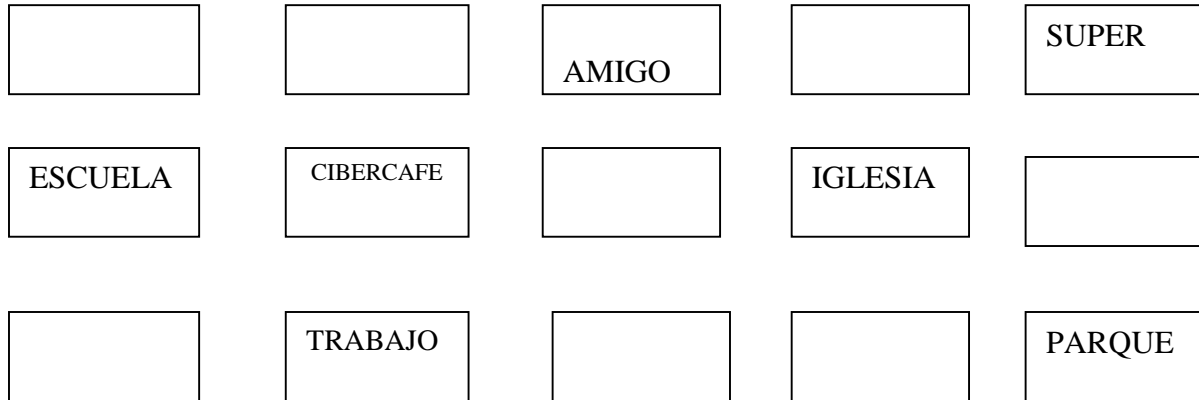 SUPER
AMIGO
ESCUELA
CIBERCAFE
IGLESIA
TRABAJO
PARQUE